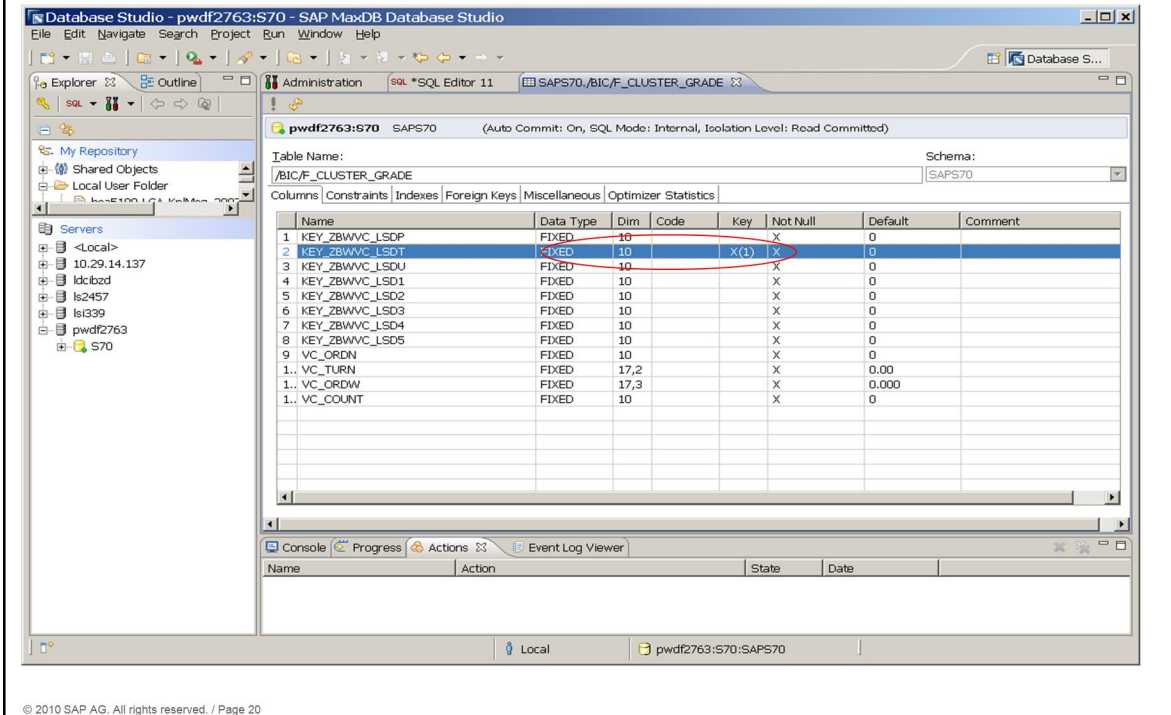 Database Studio - pwdf2763:S70 - SAP MaxDB Database Studio
File Edit Navigate Search Project Run Window Help
Database S...
Explorer Outline
Administration SQL *SQL Editor 11 SAPS70./BIC/F_CLUSTER_GRADE
SQL
pwdf2763:S70 SAPS70 (Auto Commit: On, SQL Mode: Internal, Isolation Level: Read Committed)
My Repository
Shared Objects
Local User Folder
Servers
<Local>
10.29.14.137
ldcibzd
ls2457
lsi339
pwdf2763
S70
Table Name: Schema:
/BIC/F_CLUSTER_GRADE SAPS70
Columns Constraints Indexes Foreign Keys Miscellaneous Optimizer Statistics
Name Data Type Dim Code Key Not Null Default Comment
1 KEY_ZBWVC_LSDP FIXED 10 X 0
2 KEY_ZBWVC_LSDT FIXED 10 X(1) X 0
3 KEY_ZBWVC_LSDU FIXED 10 X 0
4 KEY_ZBWVC_LSD1 FIXED 10 X 0
5 KEY_ZBWVC_LSD2 FIXED 10 X 0
6 KEY_ZBWVC_LSD3 FIXED 10 X 0
7 KEY_ZBWVC_LSD4 FIXED 10 X 0
8 KEY_ZBWVC_LSD5 FIXED 10 X 0
9 VC_ORDN FIXED 10 X 0
1.. VC_TURN FIXED 17,2 X 0.00
1.. VC_ORDW FIXED 17,3 X 0.000
1.. VC_COUNT FIXED 10 X 0
Console Progress Actions Event Log Viewer
Name Action State Date
Local pwdf2763:S70:SAPS70
© 2010 SAP AG. All rights reserved. / Page 20